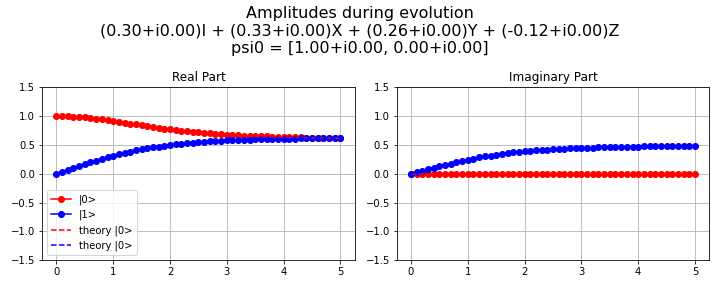 Amplitudes during evolution
(0.30+i0.00)I + (0.33+i0.00)X + (0.26+i0.00)Y + (-0.12+i0.00)Z
psi0 = [1.00+i0.00, 0.00+i0.00]
Real Part
Imaginary Part
1.5
1.0
0.5
0.0
−0.5
−1.0
−1.5
|0>
|1>
theory |0>
theory |0>
0 1 2 3 4 5
1.5
1.0
0.5
0.0
−0.5
−1.0
−1.5
0 1 2 3 4 5